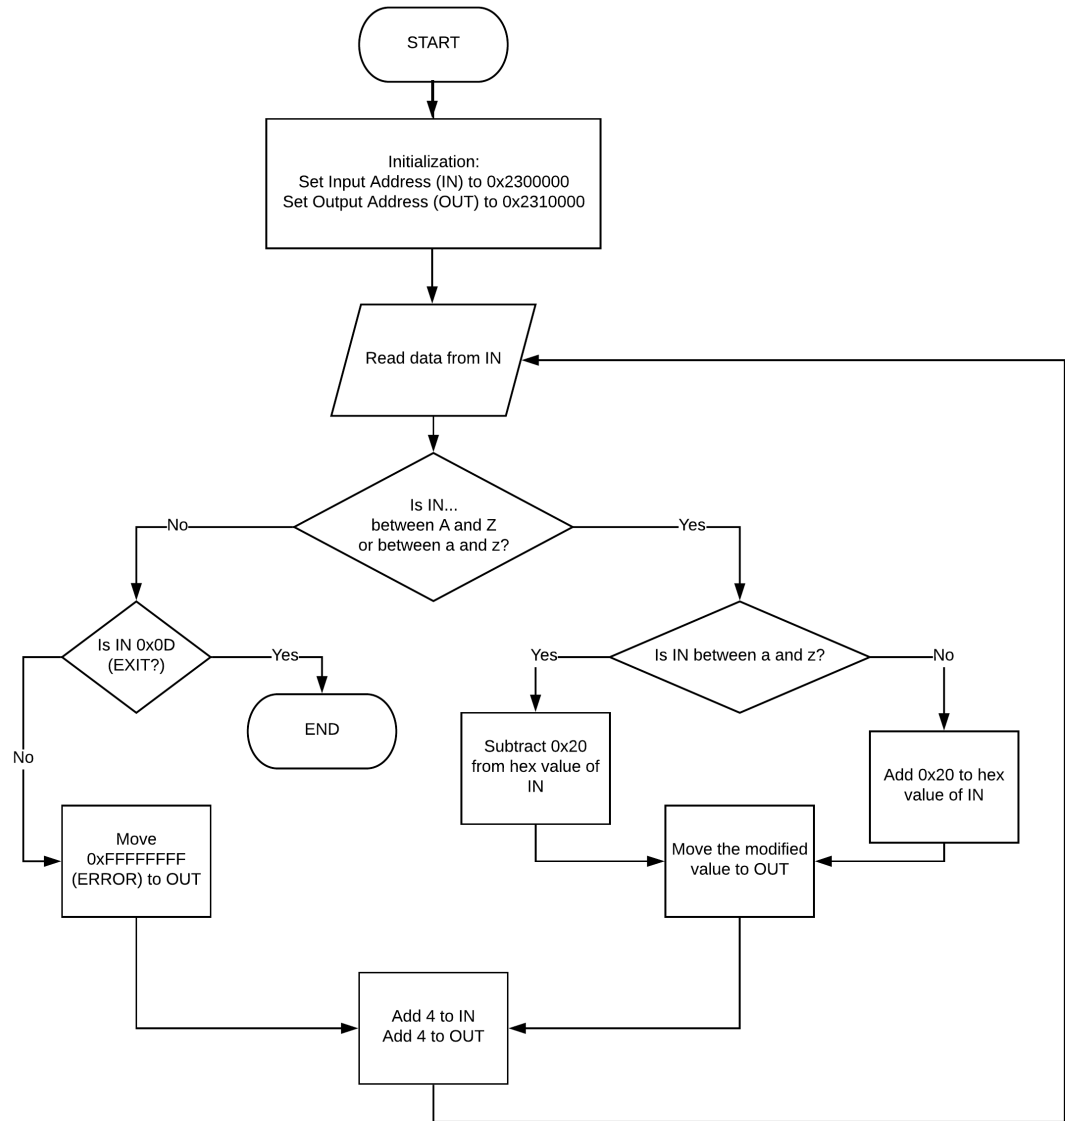 START
Initialization:
Set Input Address (IN) to 0x2300000
Set Output Address (OUT) to 0x2310000
Read data from IN
Is IN...
between A and Z
or between a and z?
No
Yes
Is IN 0x0D
(EXIT?)
Yes
No
END
Is IN between a and z?
Yes
No
Subtract 0x20
from hex value of
IN
Add 0x20 to hex
value of IN
Move
0xFFFFFFFF
(ERROR) to OUT
Move the modified
value to OUT
Add 4 to IN
Add 4 to OUT